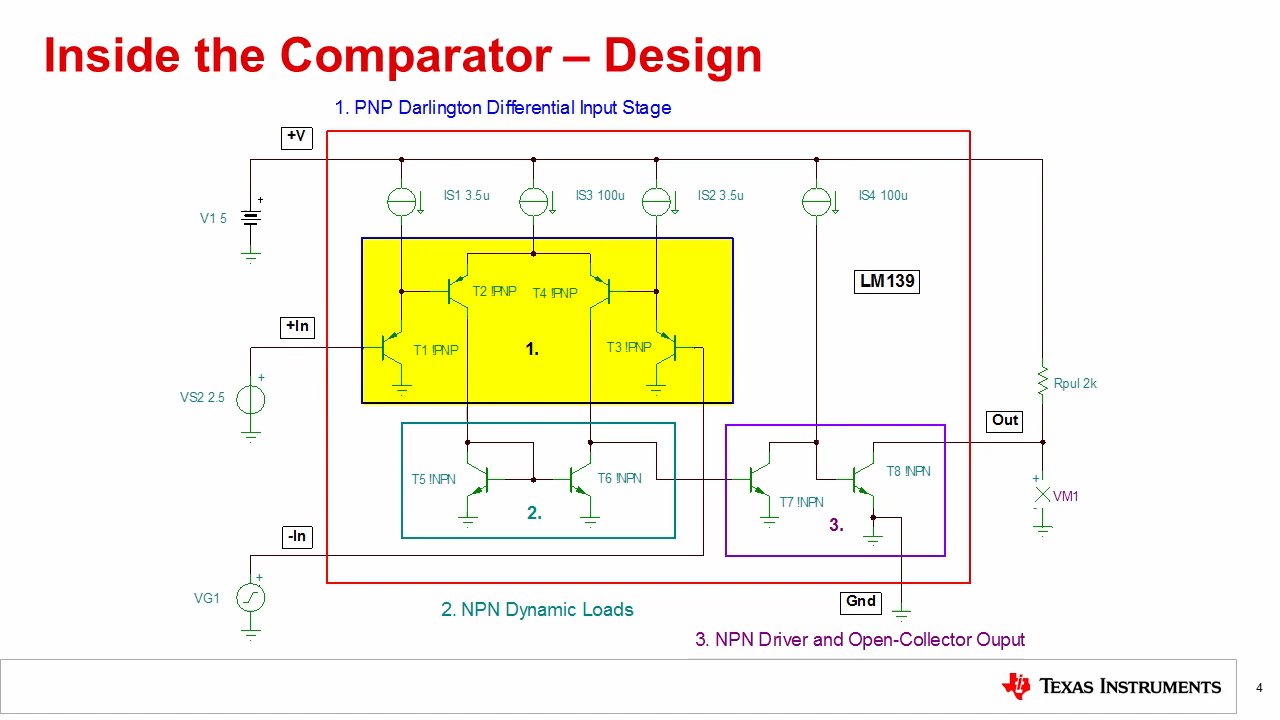 Inside the Comparator – Design
1. PNP Darlington Differential Input Stage
+V
IS1 3.5u
IS3 100u
IS2 3.5u
IS4 100u
+
V1 5
LM139
T2 !PNP
T4 !PNP
+In
T1 !PNP
1.
T3 !PNP
+
VS2 2.5
Rpul 2k
Out
T5 !NPN
T6 !NPN
T8 !NPN
+
VM1
-
T7 !NPN
2.
3.
-In
+
VG1
Gnd
2. NPN Dynamic Loads
3. NPN Driver and Open-Collector Ouput
TEXAS INSTRUMENTS
4